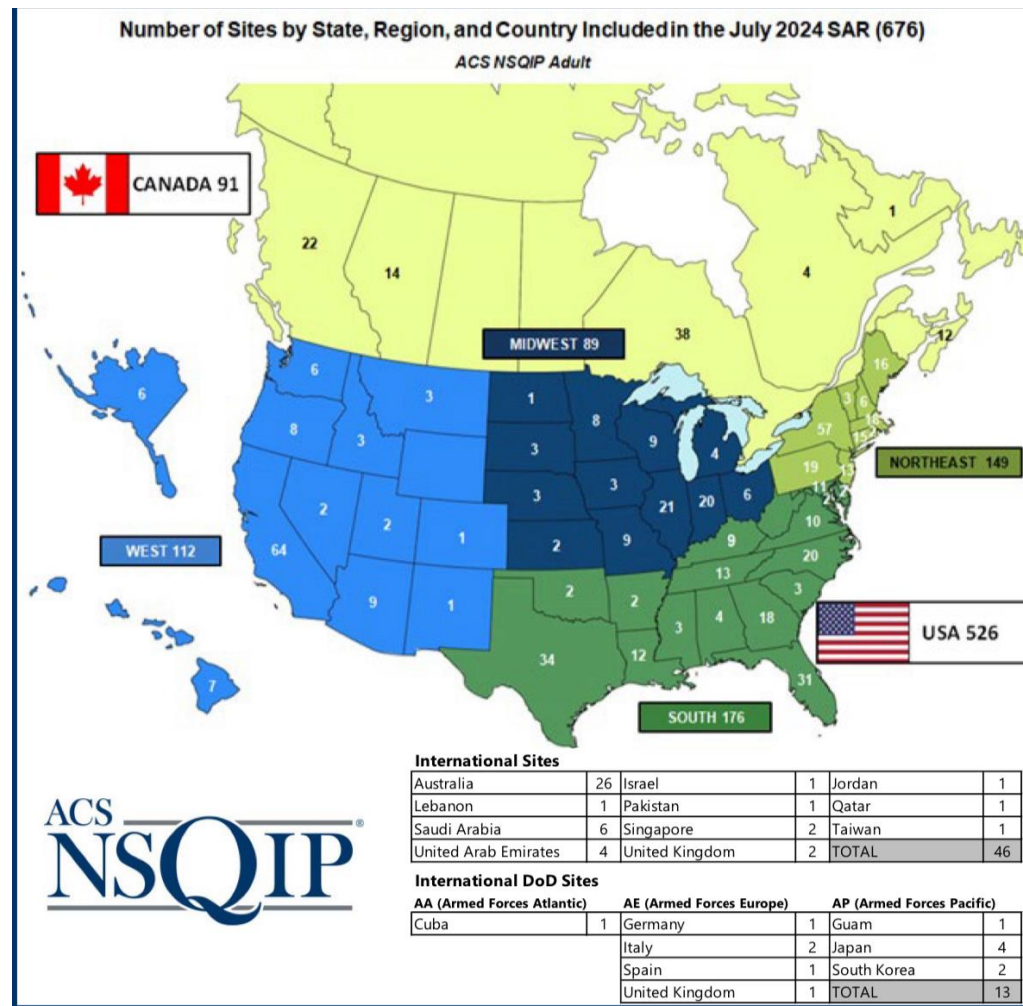 Number of Sites by State, Region, and Country Included in the July 2024 SAR (676)
ACS NSQIP Adult
CANADA 91
1
22
14
4
38
12
MIDWEST 89
16
6
6
3
1
8
3 6
57
8
3
3
9
4
16
15
NORTHEAST 149
19
13
11
2
2
3
3
21
20
6
2
2
1
2
9
9
10
WEST 112
64
13
20
9
1
2
2
3
4
18
3
USA 526
34
12
31
7
SOUTH 176
International Sites
Australia 26 Israel 1 Jordan 1
Lebanon 1 Pakistan 1 Qatar 1
Saudi Arabia 6 Singapore 2 Taiwan 1
United Arab Emirates 4 United Kingdom 2 TOTAL 46
ACS
NSQIP®
International DoD Sites
AA (Armed Forces Atlantic) AE (Armed Forces Europe) AP (Armed Forces Pacific)
Cuba 1 Germany 1 Guam 1
Italy 2 Japan 4
Spain 1 South Korea 2
United Kingdom 1 TOTAL 13